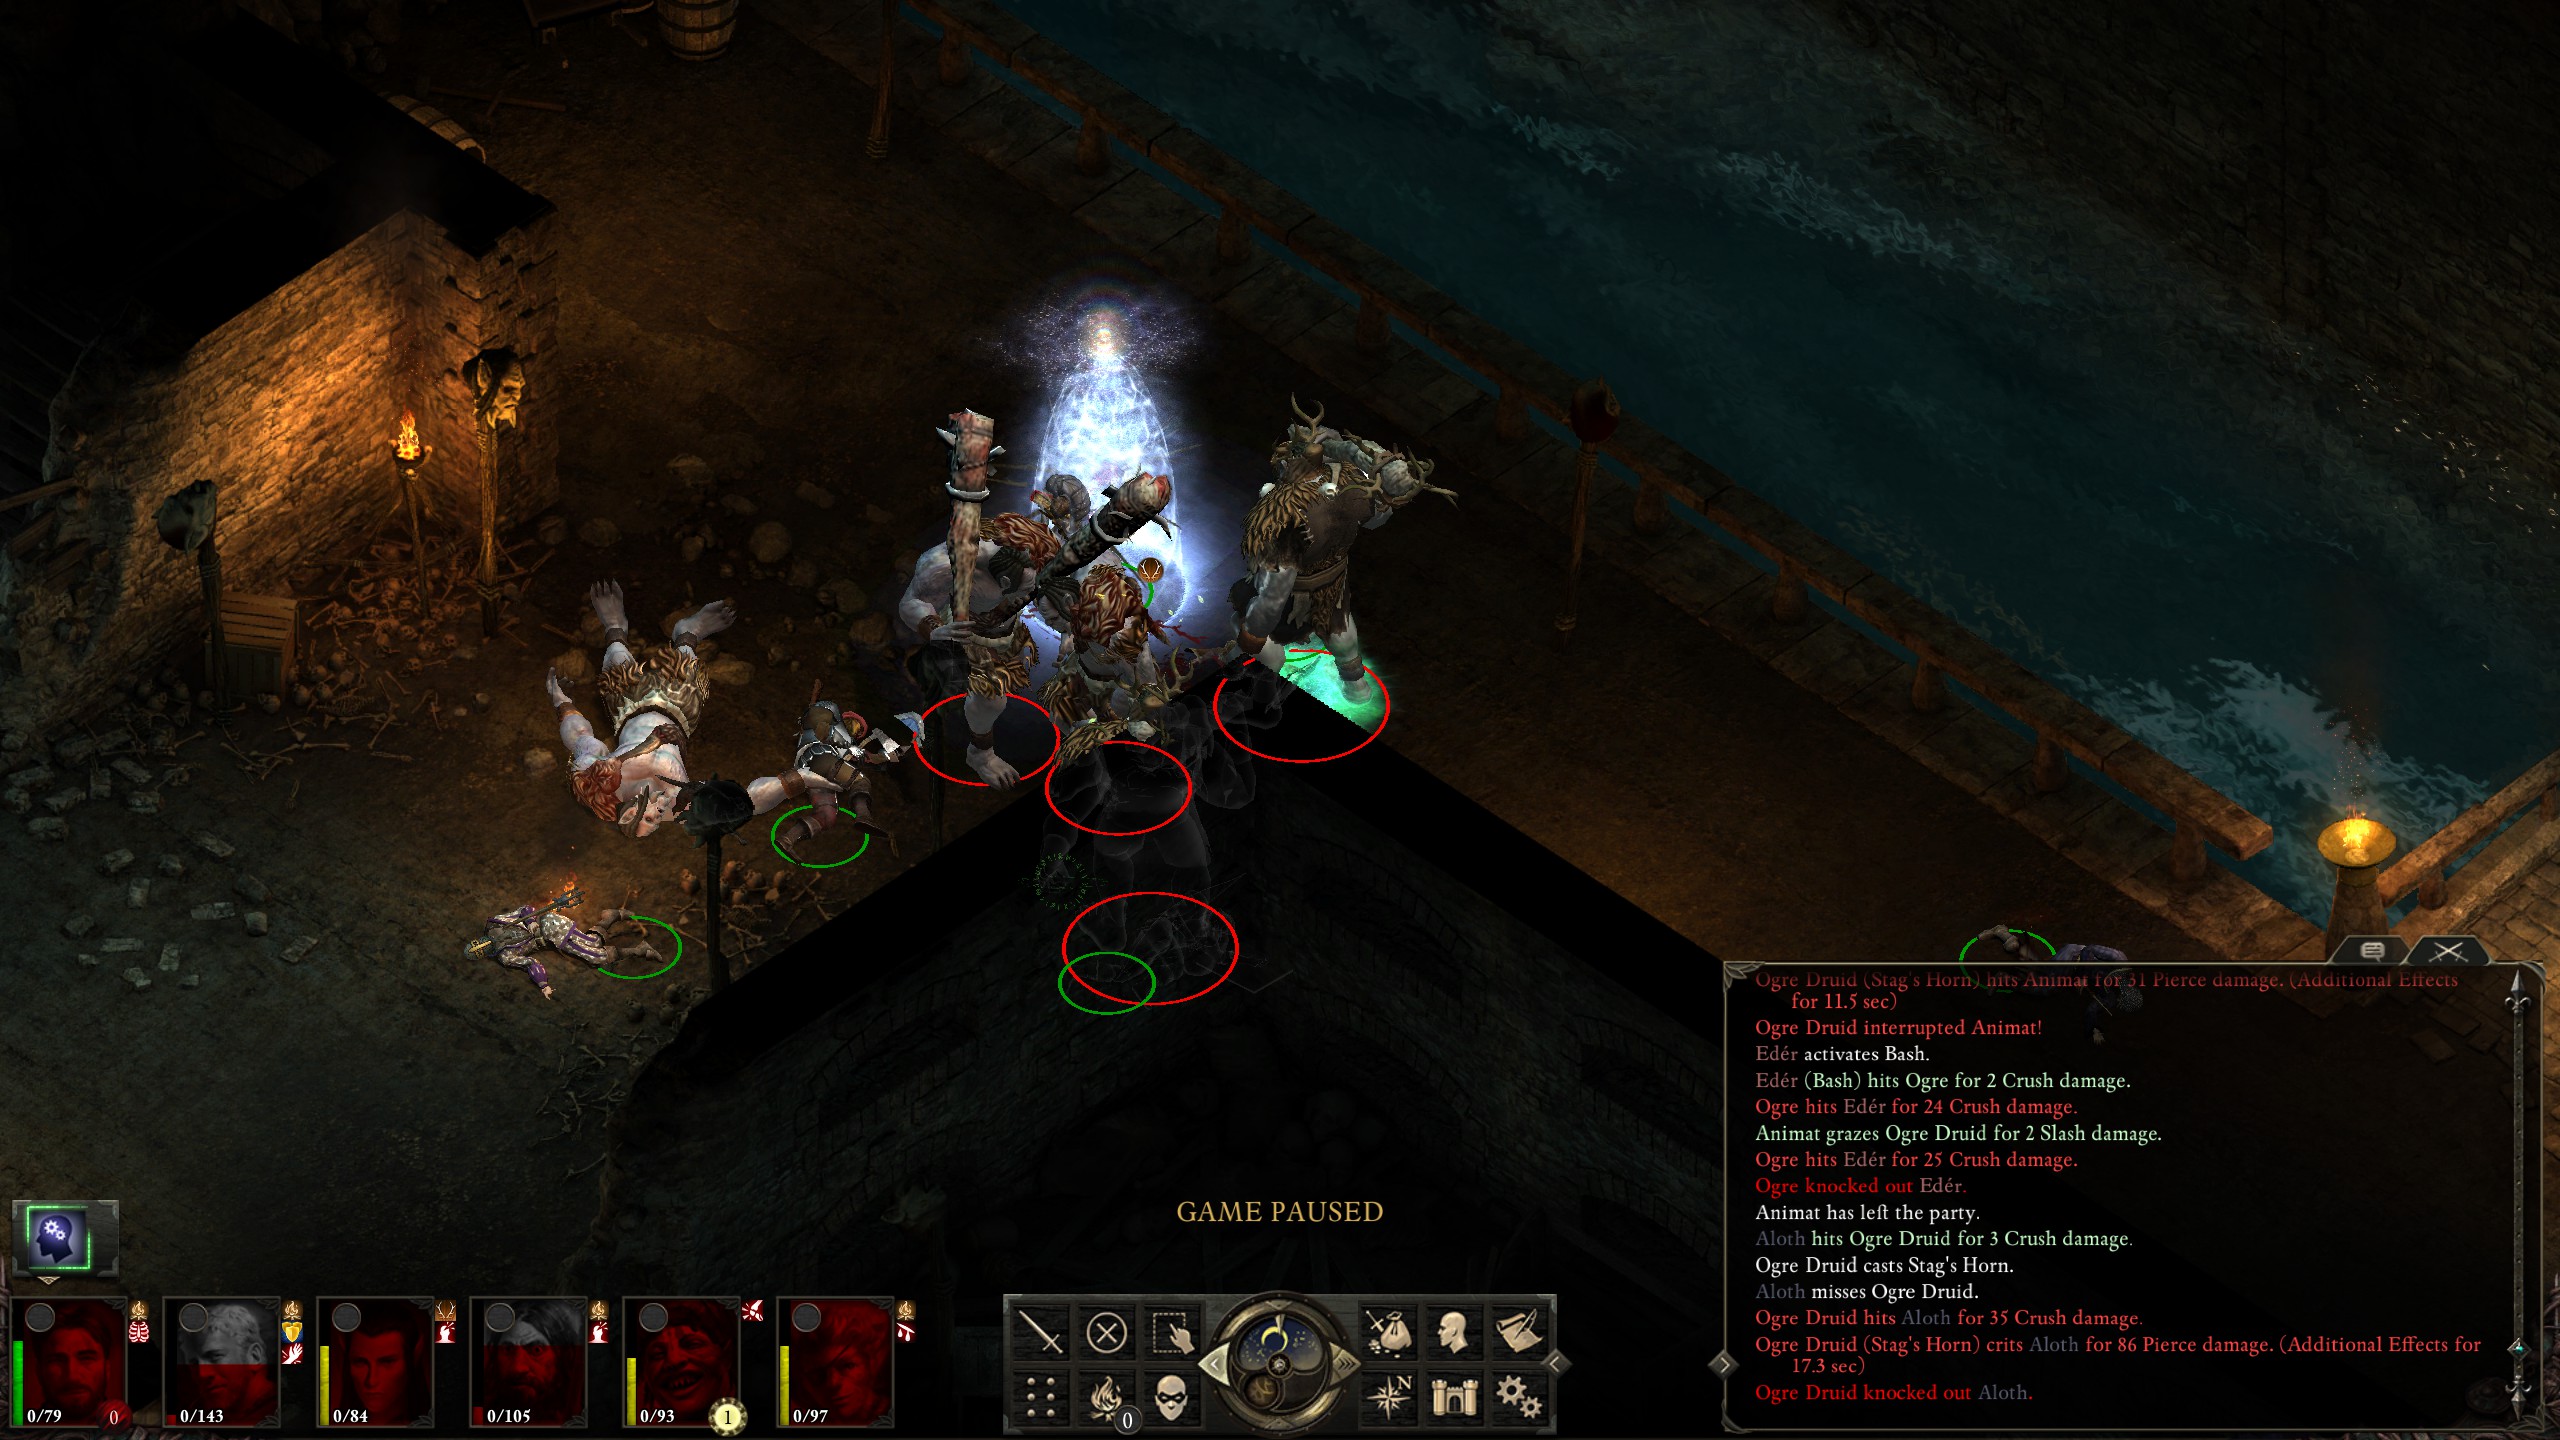 Ogre Druid (Stag's Horn) hits Animat for 31 Pierce damage. (Additional Effects
for 11.5 sec)
Ogre Druid interrupted Animat!
Edér activates Bash.
Edér (Bash) hits Ogre for 2 Crush damage.
Ogre hits Edér for 24 Crush damage.
Animat grazes Ogre Druid for 2 Slash damage.
Ogre hits Edér for 25 Crush damage.
Ogre knocked out Edér.
Animat has left the party.
Aloth hits Ogre Druid for 3 Crush damage.
Ogre Druid casts Stag's Horn.
Aloth misses Ogre Druid.
Ogre Druid hits Aloth for 35 Crush damage.
Ogre Druid (Stag's Horn) crits Aloth for 86 Pierce damage. (Additional Effects for
17.3 sec)
Ogre Druid knocked out Aloth.
GAME PAUSED
N
0/79 0 0/143 0/84 0/105 0/93 1 0/97
0